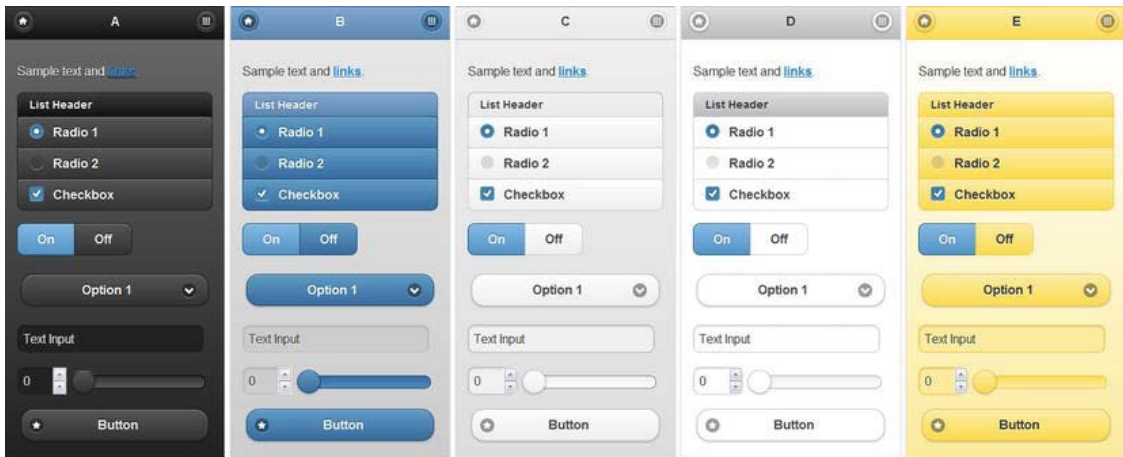 A
Sample text and links.
List Header
Radio 1
Radio 2
Checkbox
On Off
Option 1
Text Input
0
Button
B
Sample text and links.
List Header
Radio 1
Radio 2
Checkbox
On Off
Option 1
Text Input
0
Button
C
Sample text and links.
List Header
Radio 1
Radio 2
Checkbox
On Off
Option 1
Text Input
0
Button
D
Sample text and links.
List Header
Radio 1
Radio 2
Checkbox
On Off
Option 1
Text Input
0
Button
E
Sample text and links.
List Header
Radio 1
Radio 2
Checkbox
On Off
Option 1
Text Input
0
Button